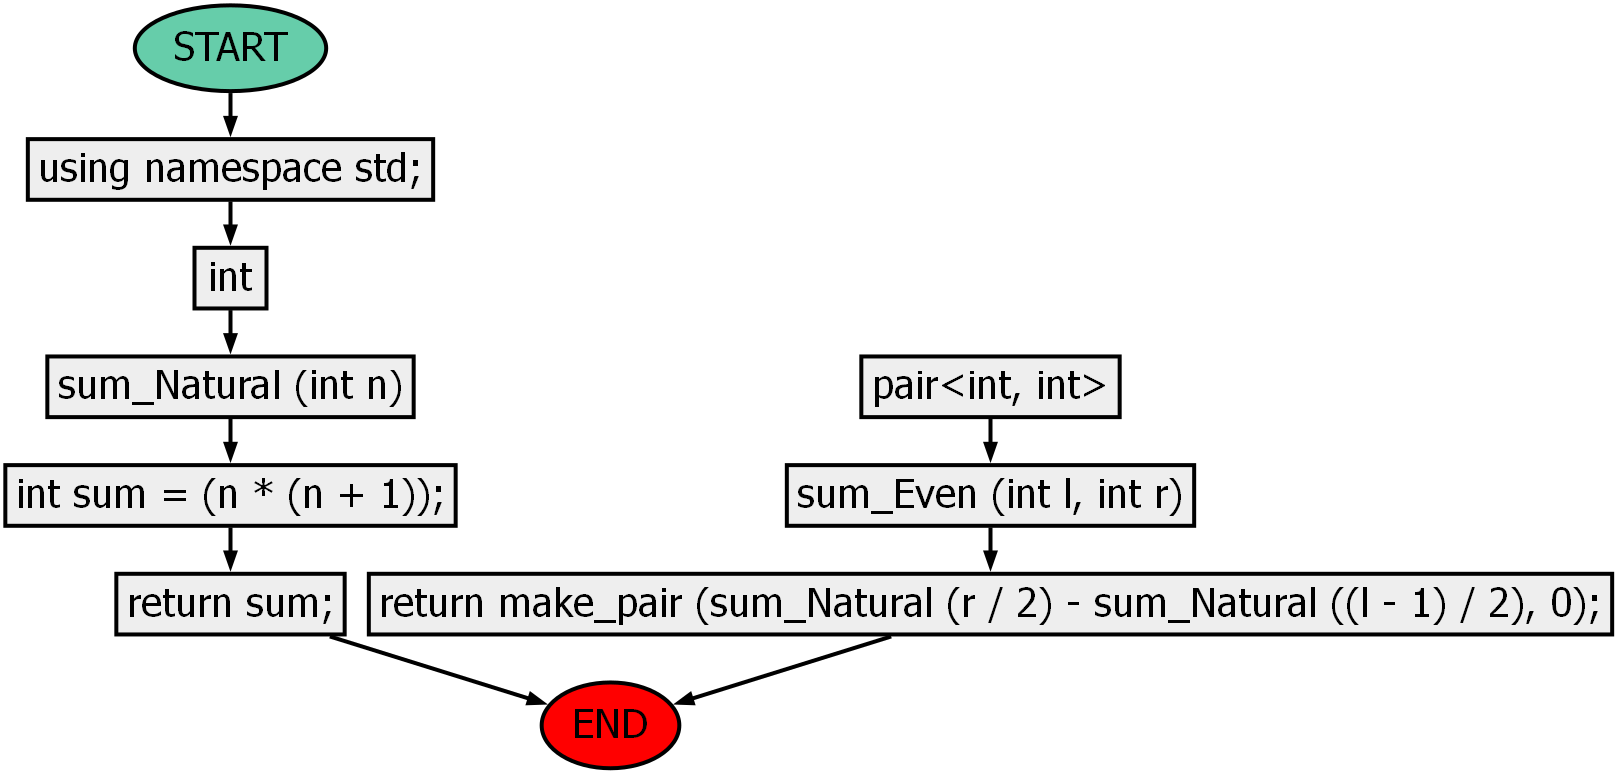 START
using namespace std;
int
sum_Natural (int n)
int sum = (n * (n + 1));
return sum;
pair<int, int>
sum_Even (int l, int r)
return make_pair (sum_Natural (r / 2) - sum_Natural ((l - 1) / 2), 0);
END